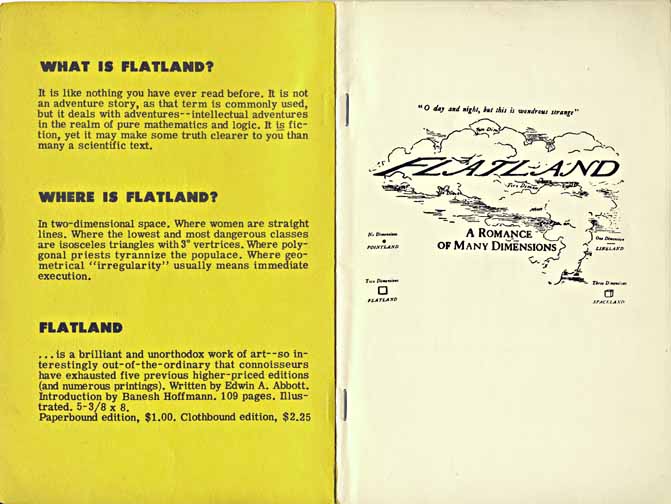 WHAT IS FLATLAND?
It is like nothing you have ever read before. It is not
an adventure story, as that term is commonly used,
but it deals with adventures--intellectual adventures
in the realm of pure mathematics and logic. It is fic-
tion, yet it may make some truth clearer to you than
many a scientific text.
WHERE IS FLATLAND?
In two-dimensional space. Where women are straight
lines. Where the lowest and most dangerous classes
are isosceles triangles with 3° vertrices. Where poly-
gonal priests tyrannize the populace. Where geo-
metrical "irregularity" usually means immediate
execution.
FLATLAND
...is a brilliant and unorthodox work of art--so in-
terestingly out-of-the-ordinary that connoisseurs
have exhausted five previous higher-priced editions
(and numerous printings). Written by Edwin A. Abbott.
Introduction by Banesh Hoffmann. 109 pages. Illus-
trated. 5-3/8 x 8.
Paperbound edition, $1.00. Clothbound edition, $2.25
"O day and night, but this is wondrous strange"
FLATLAND
No Dimensions
POINTLAND
A ROMANCE
OF MANY DIMENSIONS
One Dimension
LINELAND
Two Dimensions
FLATLAND
Three Dimensions
SPACELAND